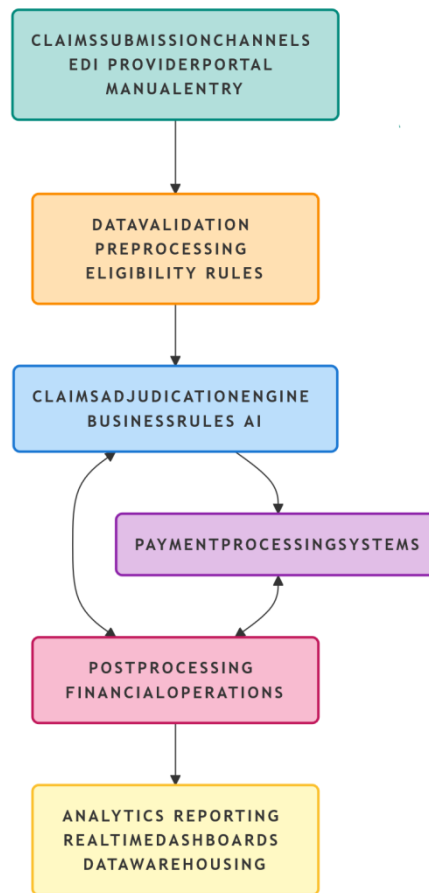 CLAIMSSUBMISSIONCHANNELS
EDI PROVIDERPORTAL
MANUALENTRY
DATAVALIDATION
PREPROCESSING
ELIGIBILITY RULES
CLAIMSADJUDICATIONENGINE
BUSINESSRULES AI
PAYMENTPROCESSINGSYSTEMS
POSTPROCESSING
FINANCIALOPERATIONS
ANALYTICS REPORTING
REALTIMEDASHBOARDS
DATAWAREHOUSING